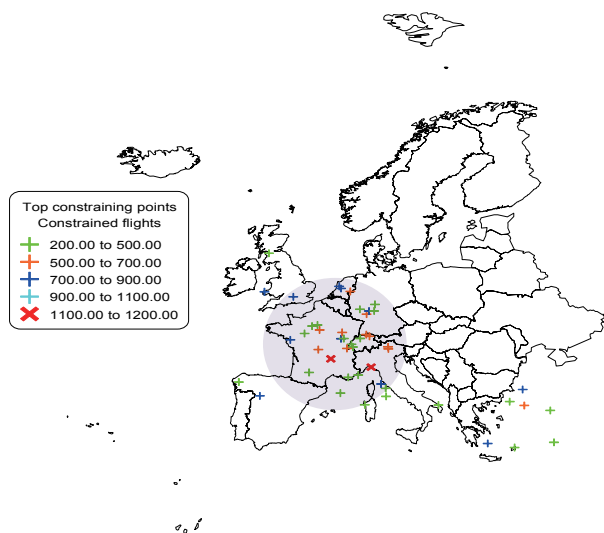 Top constraining points
Constrained flights
200.00 to 500.00
500.00 to 700.00
700.00 to 900.00
900.00 to 1100.00
1100.00 to 1200.00